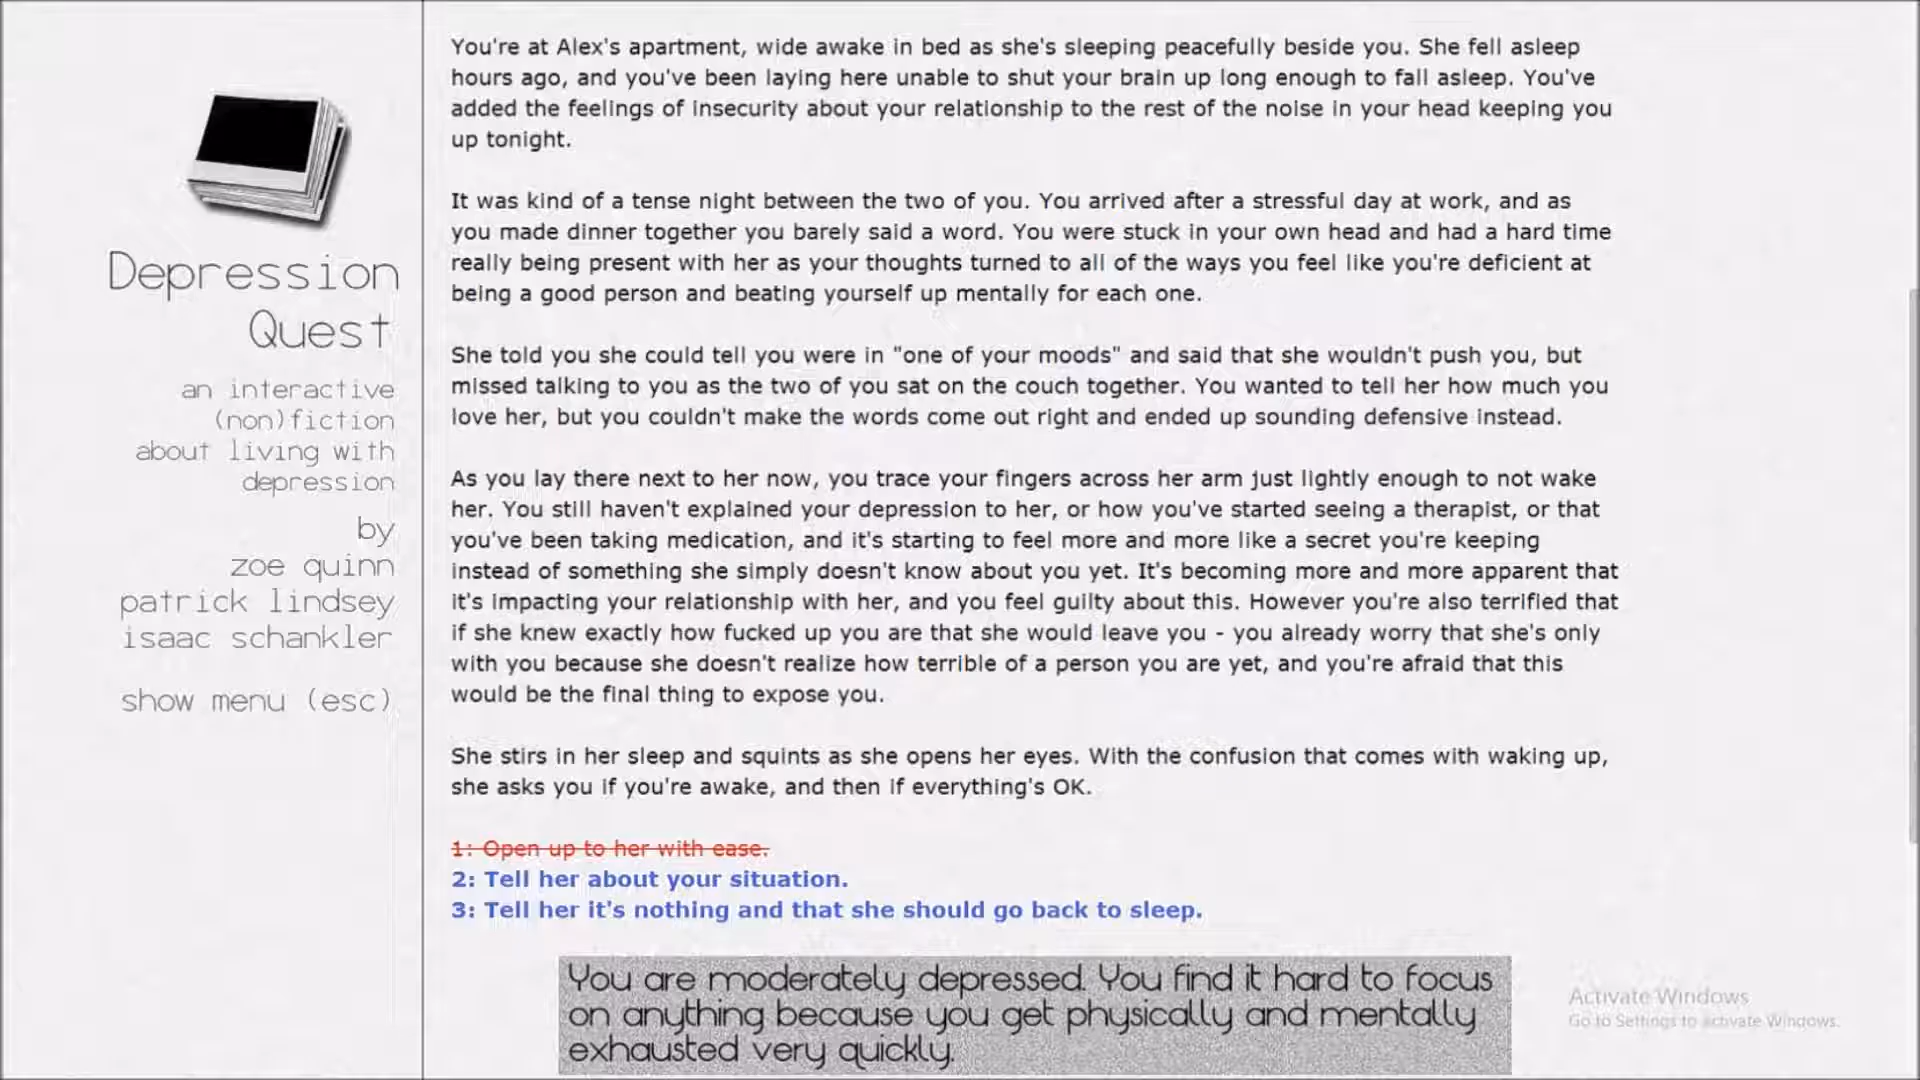 Depression
Quest
an interactive
(non)fiction
about living with
depression
by
zoe quinn
patrick lindsey
isaac schankler
show menu (esc)
You're at Alex's apartment, wide awake in bed as she's sleeping peacefully beside you. She fell asleep
hours ago, and you've been laying here unable to shut your brain up long enough to fall asleep. You've
added the feelings of insecurity about your relationship to the rest of the noise in your head keeping you
up tonight.
It was kind of a tense night between the two of you. You arrived after a stressful day at work, and as
you made dinner together you barely said a word. You were stuck in your own head and had a hard time
really being present with her as your thoughts turned to all of the ways you feel like you're deficient at
being a good person and beating yourself up mentally for each one.
She told you she could tell you were in "one of your moods" and said that she wouldn't push you, but
missed talking to you as the two of you sat on the couch together. You wanted to tell her how much you
love her, but you couldn't make the words come out right and ended up sounding defensive instead.
As you lay there next to her now, you trace your fingers across her arm just lightly enough to not wake
her. You still haven't explained your depression to her, or how you've started seeing a therapist, or that
you've been taking medication, and it's starting to feel more and more like a secret you're keeping
instead of something she simply doesn't know about you yet. It's becoming more and more apparent that
it's impacting your relationship with her, and you feel guilty about this. However you're also terrified that
if she knew exactly how fucked up you are that she would leave you - you already worry that she's only
with you because she doesn't realize how terrible of a person you are yet, and you're afraid that this
would be the final thing to expose you.
She stirs in her sleep and squints as she opens her eyes. With the confusion that comes with waking up,
she asks you if you're awake, and then if everything's OK.
1: Open up to her with ease.
2: Tell her about your situation.
3: Tell her it's nothing and that she should go back to sleep.
You are moderately depressed. You find it hard to focus
on anything because you get physically and mentally
exhausted very quickly.
Activate Windows
Go to Settings to activate Windows.